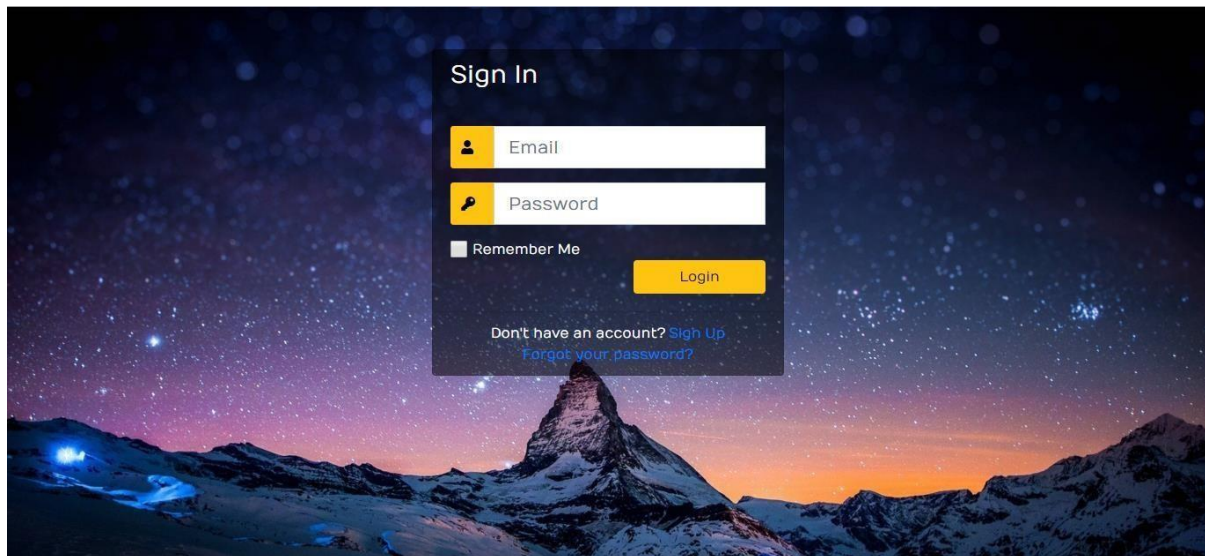 Sign In
Email
Password
Remember Me
Login
Don't have an account? Sign Up
Forgot your password?